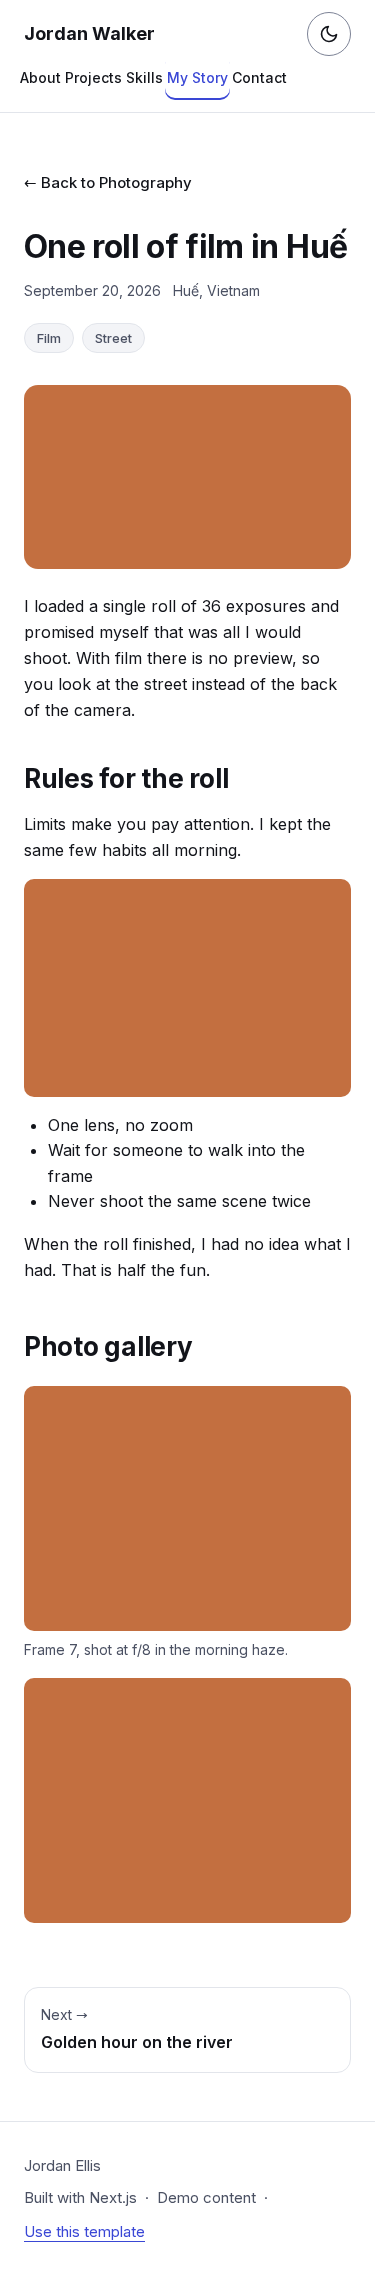 Jordan Walker
About Projects Skills My Story Contact
← Back to Photography
One roll of film in Huế
September 20, 2026 Huế, Vietnam
Film Street
I loaded a single roll of 36 exposures and
promised myself that was all I would
shoot. With film there is no preview, so
you look at the street instead of the back
of the camera.
Rules for the roll
Limits make you pay attention. I kept the
same few habits all morning.
• One lens, no zoom
• Wait for someone to walk into the
frame
• Never shoot the same scene twice
When the roll finished, I had no idea what I
had. That is half the fun.
Photo gallery
Frame 7, shot at f/8 in the morning haze.
Next →
Golden hour on the river
Jordan Ellis
Built with Next.js · Demo content ·
Use this template